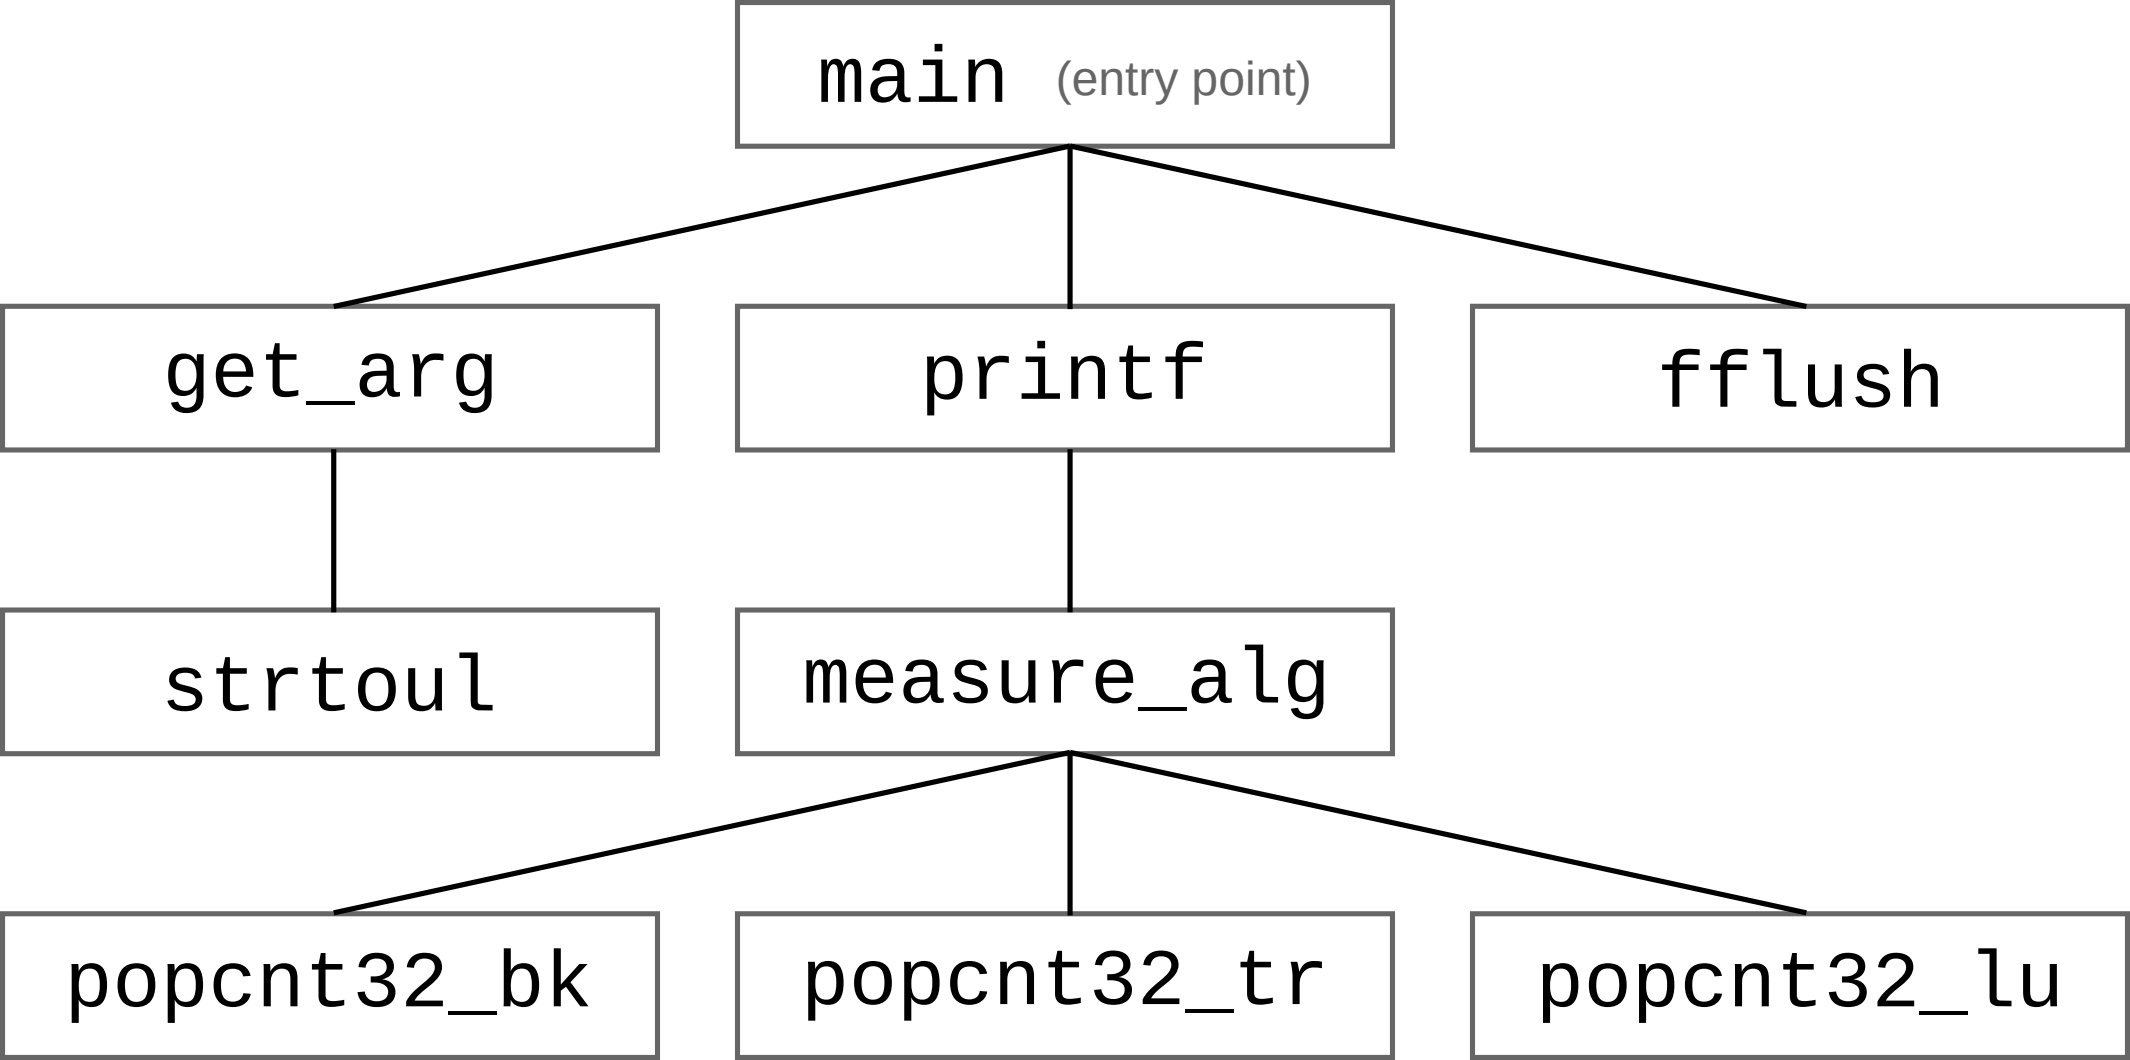 main (entry point)
get_arg
printf
fflush
strtoul
measure_alg
popcnt32_bk
popcnt32_tr
popcnt32_lu